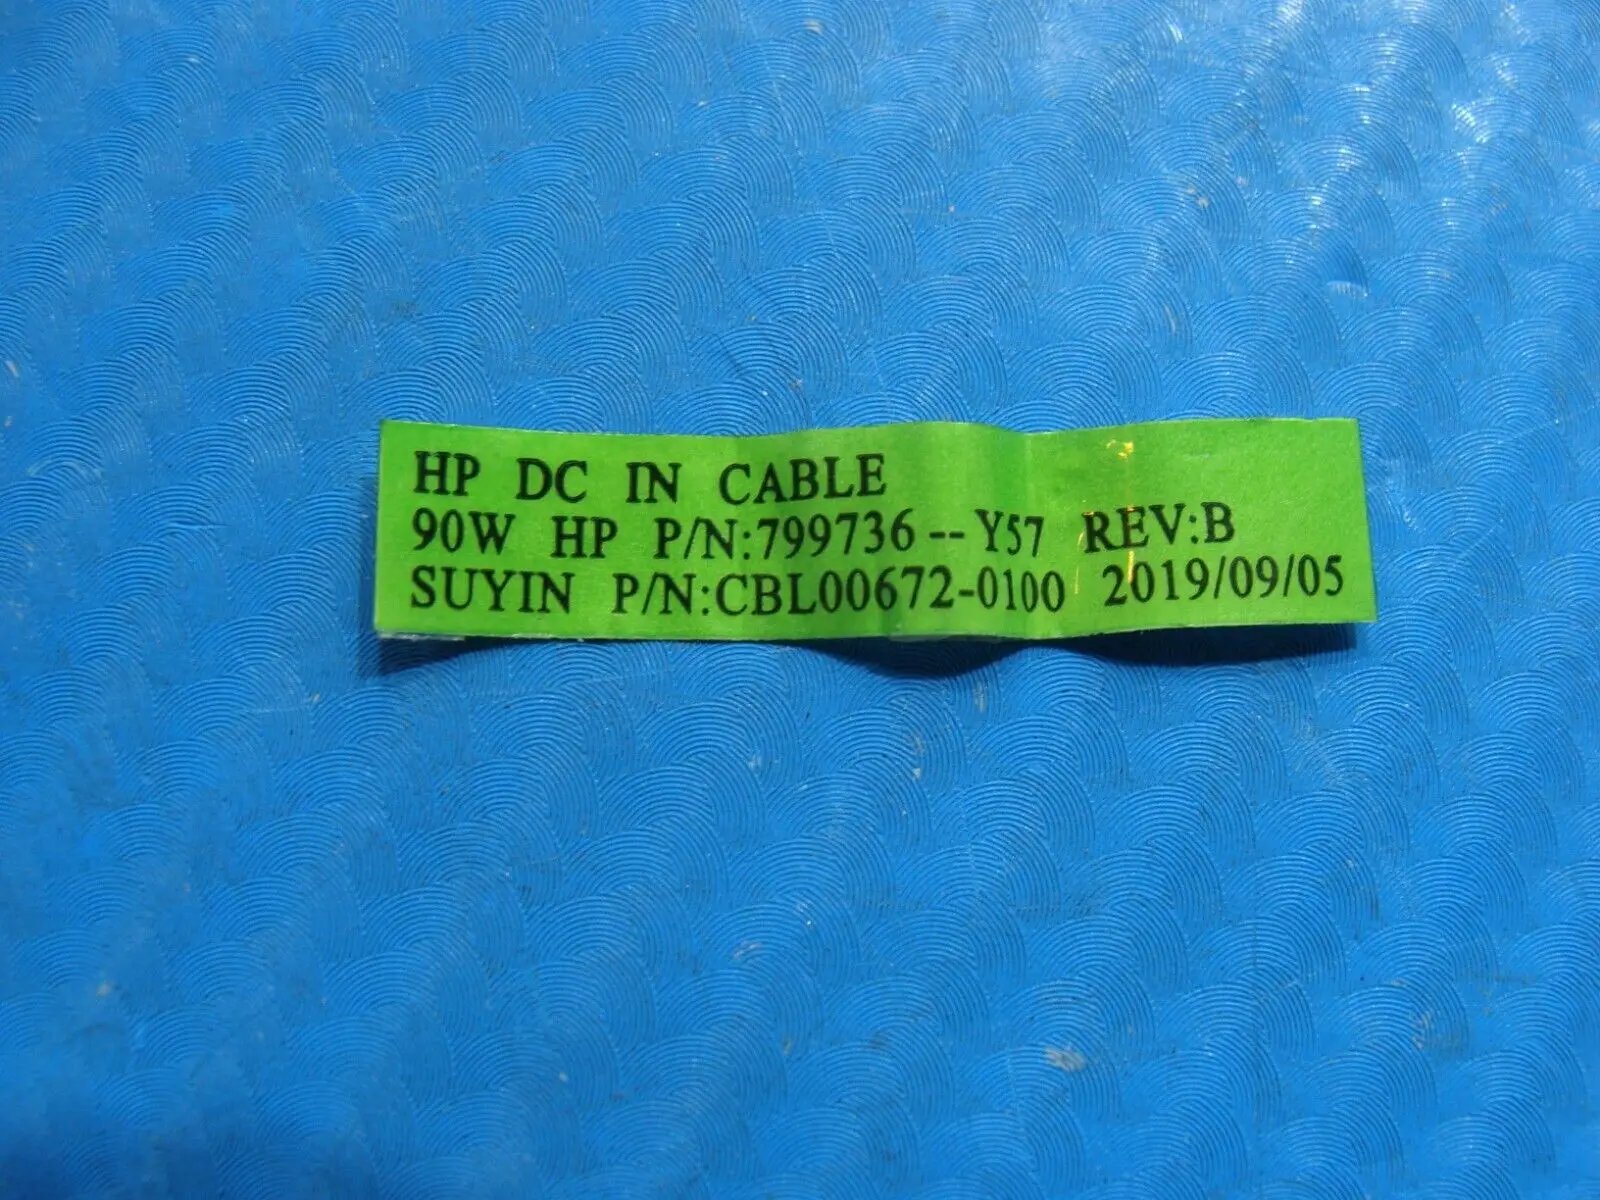 HP DC IN CABLE
90W HP P/N:799736--Y57 REV:B
SUYIN P/N:CBL00672-0100 2019/09/05